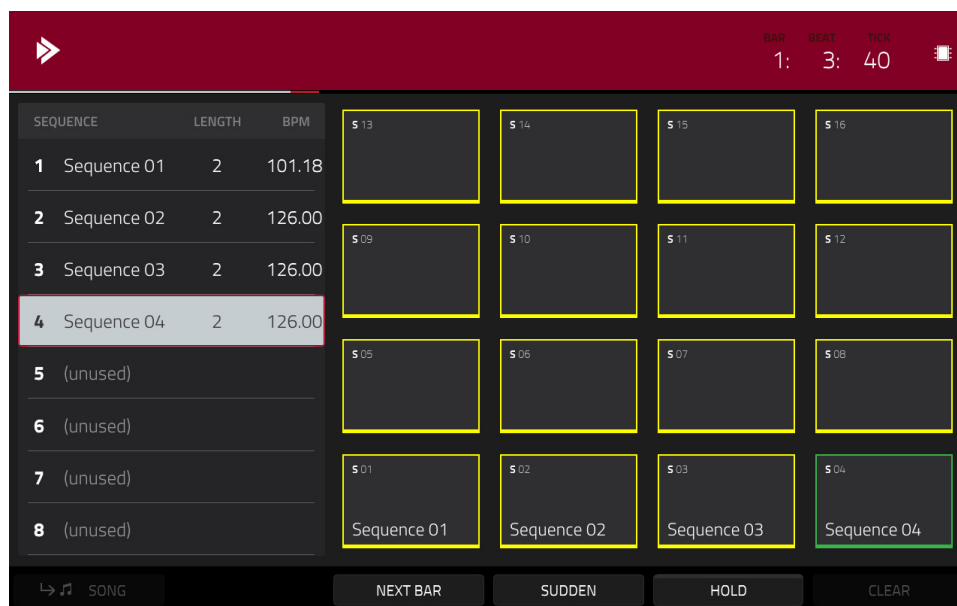 BAR BEAT TICK
1: 3: 40
SEQUENCE LENGTH BPM
1 Sequence 01 2 101.18
2 Sequence 02 2 126.00
3 Sequence 03 2 126.00
4 Sequence 04 2 126.00
5 (unused)
6 (unused)
7 (unused)
8 (unused)
S 13 S 14 S 15 S 16
S 09 S 10 S 11 S 12
S 05 S 06 S 07 S 08
S 01 S 02 S 03 S 04
Sequence 01 Sequence 02 Sequence 03 Sequence 04
SONG NEXT BAR SUDDEN HOLD CLEAR